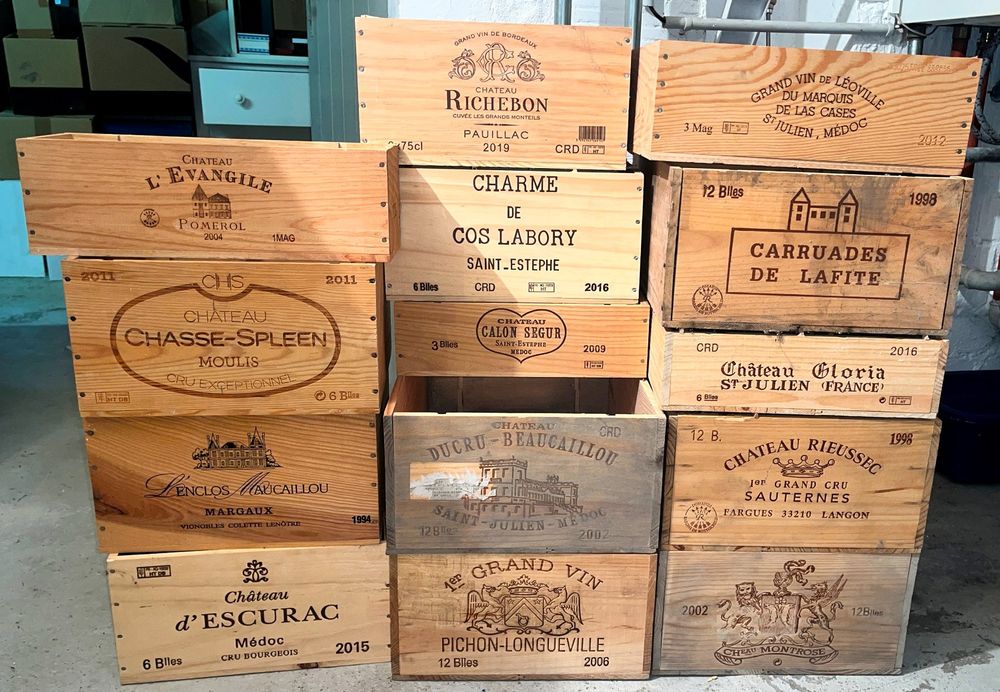 CHATEAU
L'EVANGILE
POMEROL
2004 1MAG
2011 2011
CHS
CHÂTEAU
CHASSE-SPLEEN
MOULIS
CRU EXCEPTIONNEL
6 Blles
L'ENCLOS MAUCAILLOU
MARGAUX
VIGNOBLES COLETTE LENÔTRE
1994
Château
d'ESCURAC
Médoc
CRU BOURGEOIS
6 Blles 2015
GRAND VIN DE BORDEAUX
CHATEAU
RICHEBON
CUVÉE LES GRANDS MONTEILS
PAUILLAC
75cl 2019 CRD
CHARME
DE
COS LABORY
SAINT-ESTEPHE
6 Blles CRD 2016
CHATEAU
CALON SEGUR
SAINT-ESTEPHE
MEDOC
3 Blles 2009
CHATEAU CRD
DUCRU-BEAUCAILLOU
SAINT-JULIEN-MEDOC
12 Blles 2002
1er GRAND VIN
PICHON-LONGUEVILLE
12 Blles 2006
GRAND VIN DE LÉOVILLE
DU MARQUIS
DE LAS CASES
ST JULIEN, MÉDOC
3 Mag 2012
12 Blles 1998
CARRUADES
DE LAFITE
CRD 2016
Château Gloria
ST JULIEN (FRANCE)
6 Blles
12 B. 1996
CHATEAU RIEUSSEC
1er GRAND CRU
SAUTERNES
FARGUES 33210 LANGON
2002 12Blles
CHEAU MONTROSE